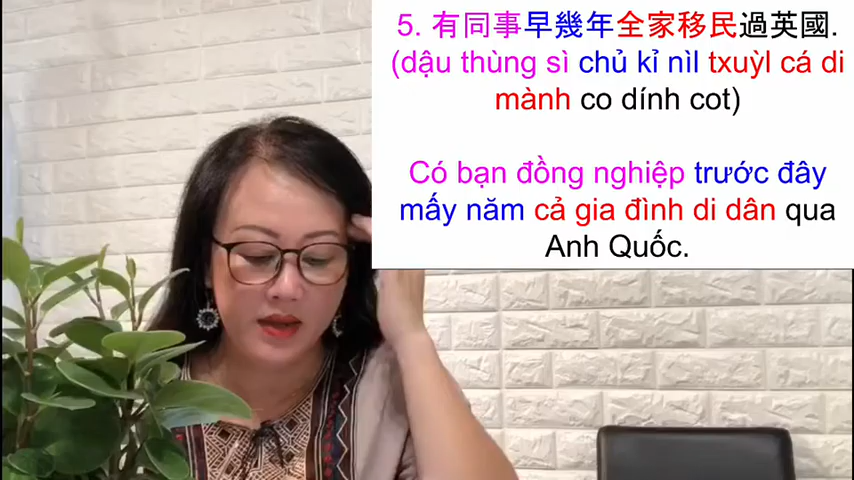 5. 有同事早幾年全家移民過英國.
(dậu thùng sì chủ kỉ nìl txuỳl cá di
mành co dính cot)
Có bạn đồng nghiệp trước đây
mấy năm cả gia đình di dân qua
Anh Quốc.